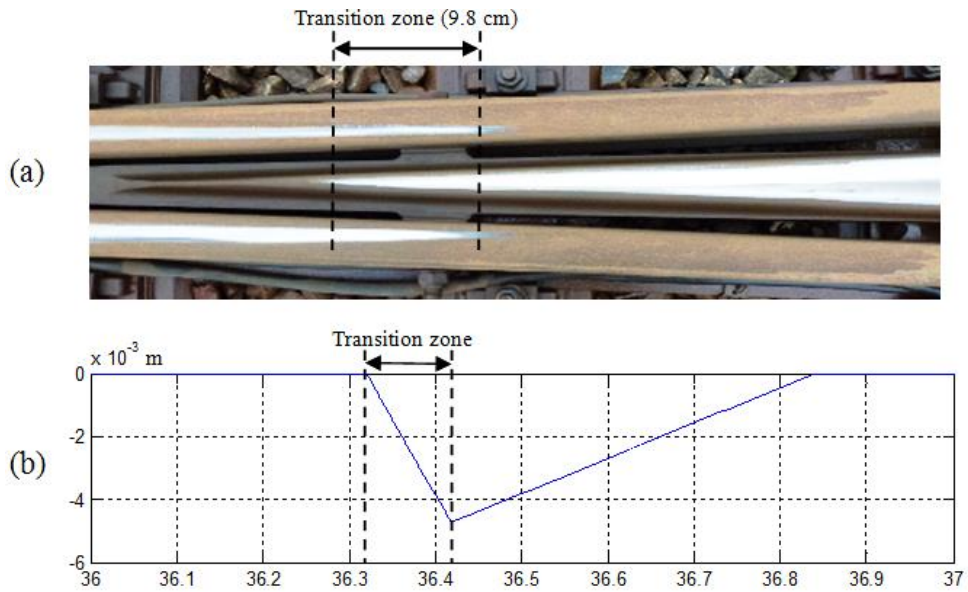 Transition zone (9.8 cm)
(a)
Transition zone
x 10⁻³ m
0
-2
(b)
-4
-6
36 36.1 36.2 36.3 36.4 36.5 36.6 36.7 36.8 36.9 37